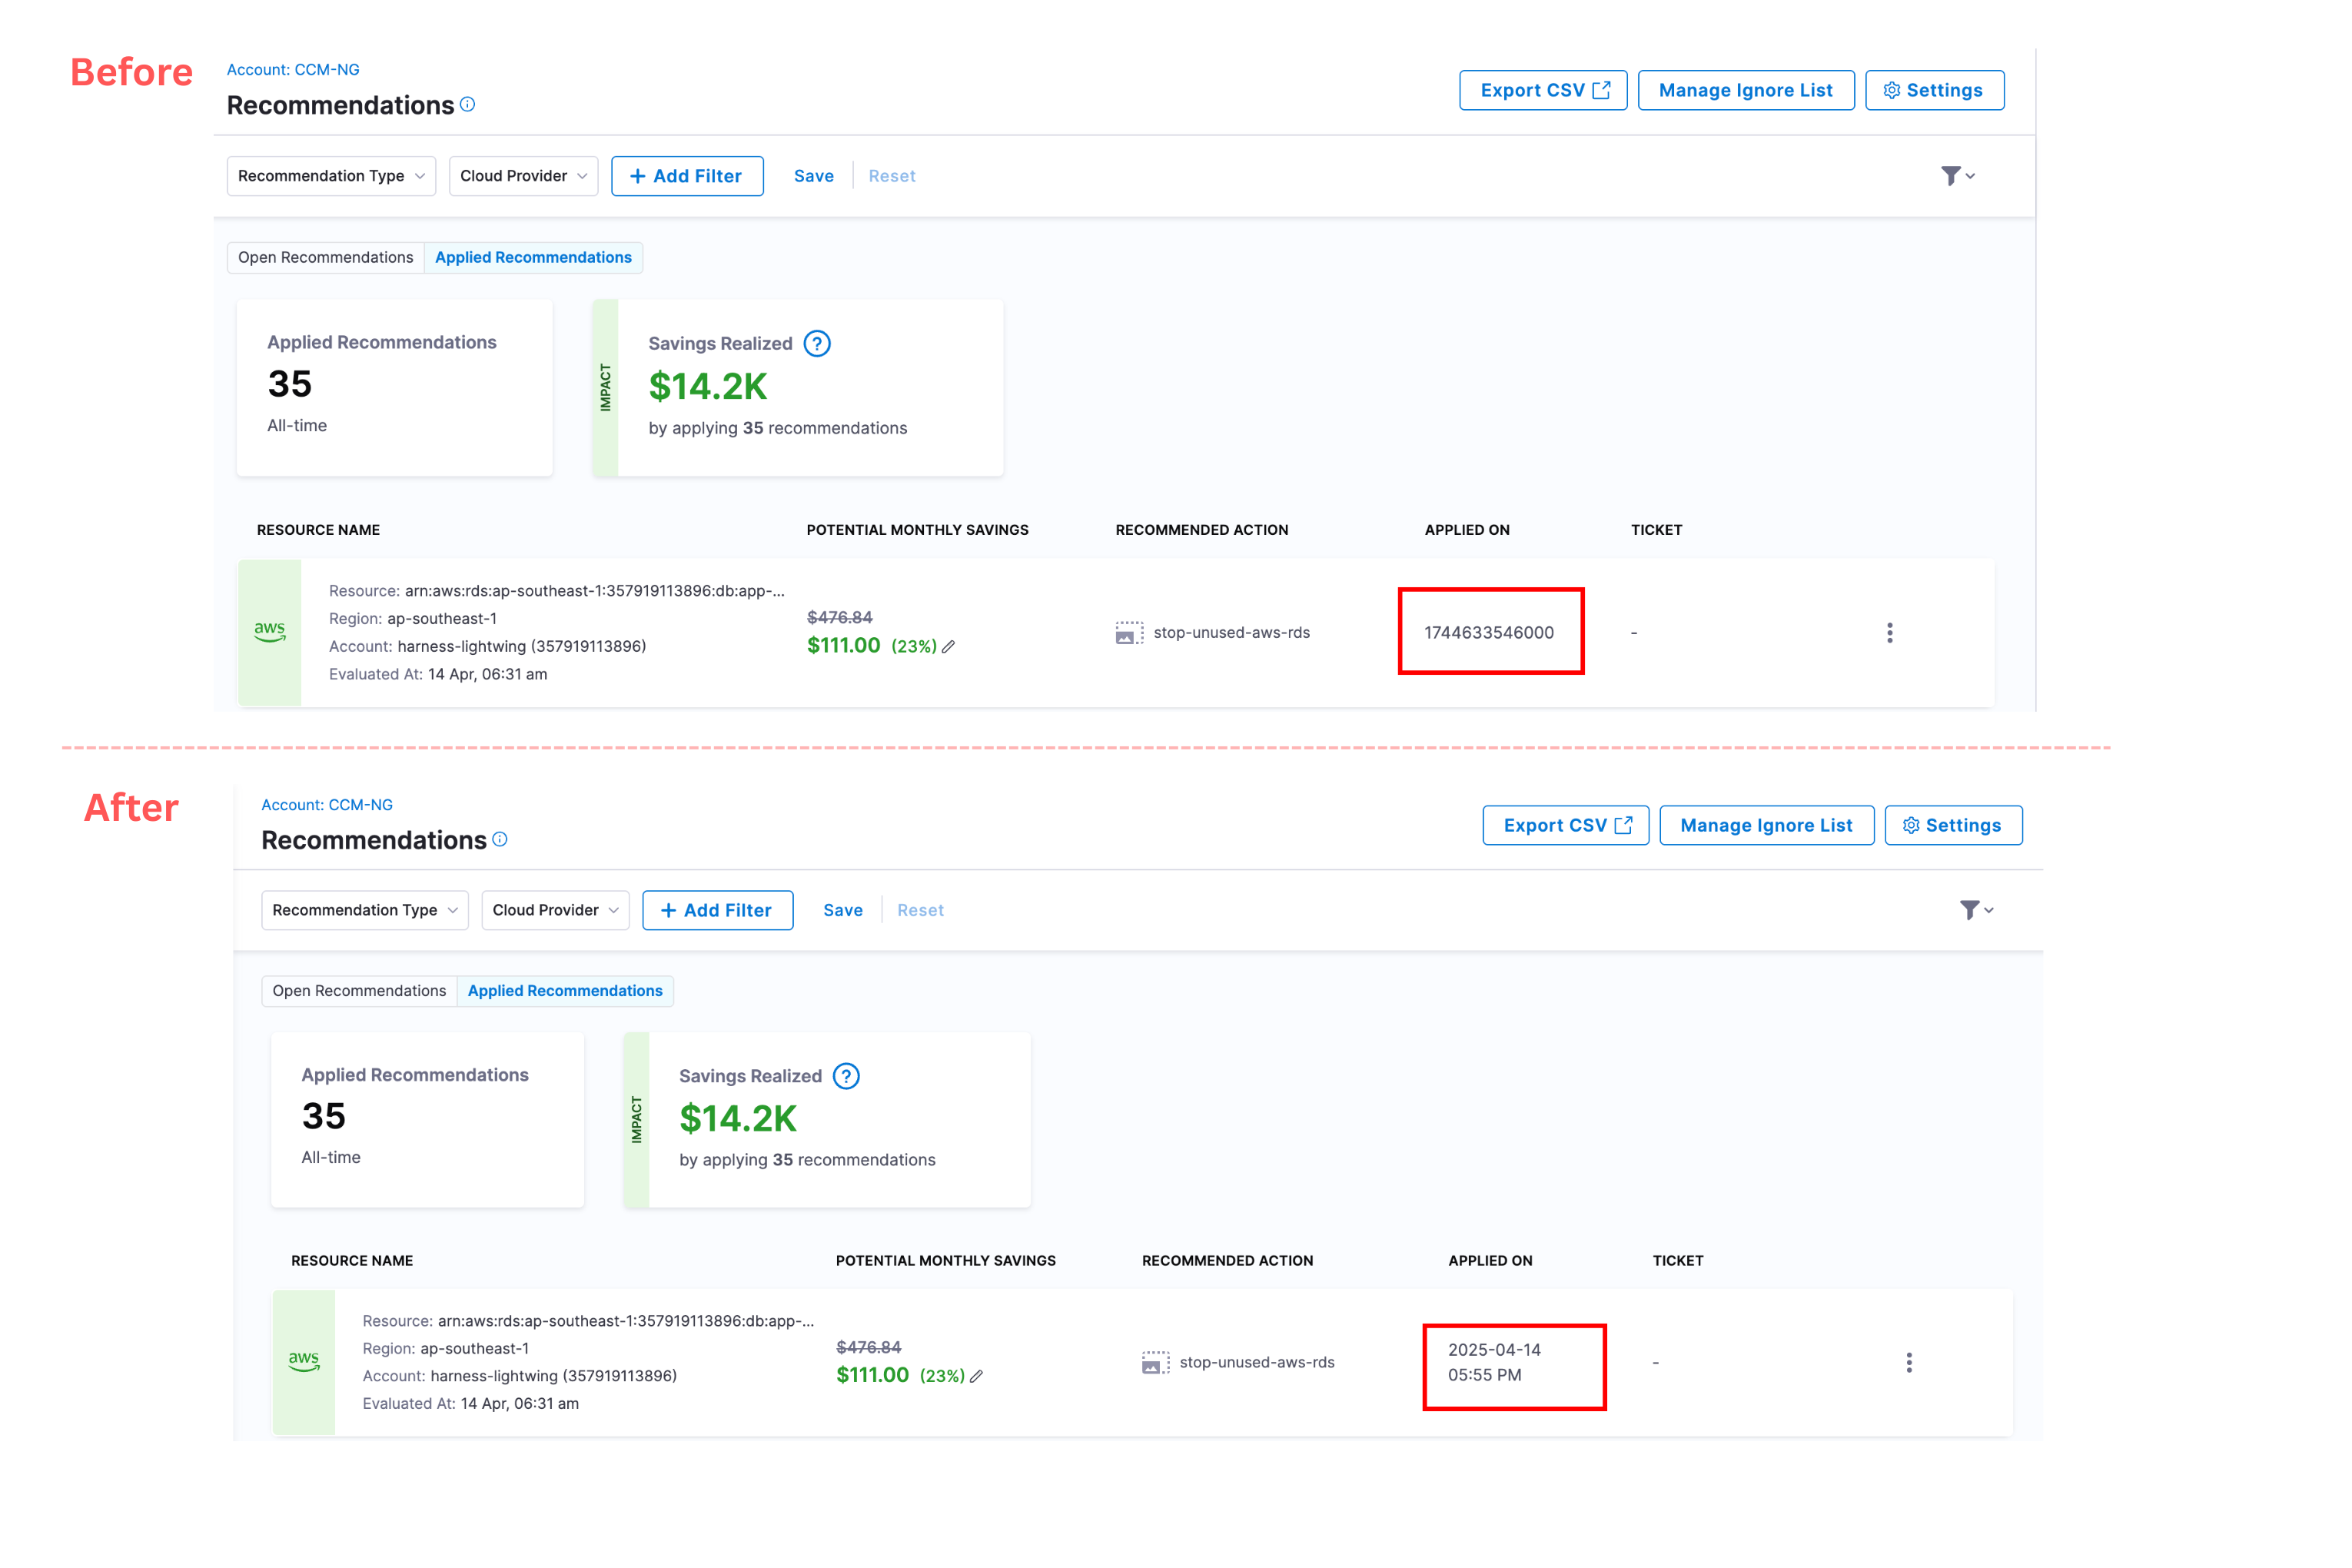 Before
Account: CCM-NG
Recommendations
Export CSV
Manage Ignore List
Settings
Recommendation Type
Cloud Provider
+ Add Filter
Save
Reset
Open Recommendations
Applied Recommendations
Applied Recommendations
35
All-time
IMPACT
Savings Realized ?
$14.2K
by applying 35 recommendations
RESOURCE NAME
POTENTIAL MONTHLY SAVINGS
RECOMMENDED ACTION
APPLIED ON
TICKET
aws
Resource: arn:aws:rds:ap-southeast-1:357919113896:db:app-...
Region: ap-southeast-1
Account: harness-lightwing (357919113896)
Evaluated At: 14 Apr, 06:31 am
$476.84
$111.00 (23%)
stop-unused-aws-rds
1744633546000
-
After
Account: CCM-NG
Recommendations
Export CSV
Manage Ignore List
Settings
Recommendation Type
Cloud Provider
+ Add Filter
Save
Reset
Open Recommendations
Applied Recommendations
Applied Recommendations
35
All-time
IMPACT
Savings Realized ?
$14.2K
by applying 35 recommendations
RESOURCE NAME
POTENTIAL MONTHLY SAVINGS
RECOMMENDED ACTION
APPLIED ON
TICKET
aws
Resource: arn:aws:rds:ap-southeast-1:357919113896:db:app-...
Region: ap-southeast-1
Account: harness-lightwing (357919113896)
Evaluated At: 14 Apr, 06:31 am
$476.84
$111.00 (23%)
stop-unused-aws-rds
2025-04-14
05:55 PM
-